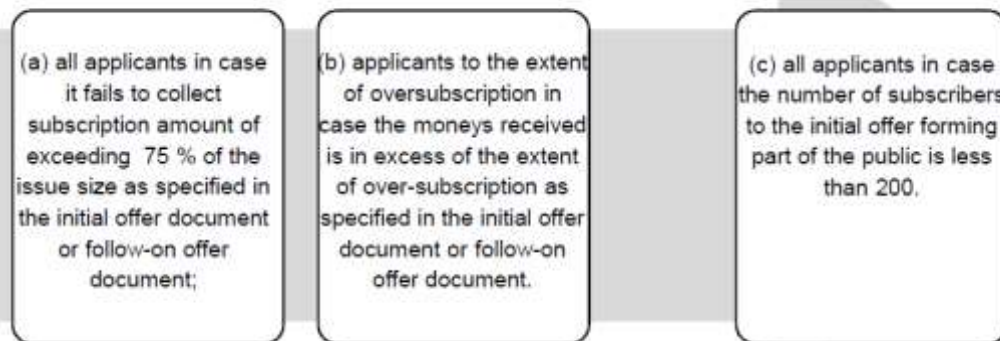 (a) all applicants in case
it fails to collect
subscription amount of
exceeding 75 % of the
issue size as specified in
the initial offer document
or follow-on offer
document;
(b) applicants to the extent
of oversubscription in
case the moneys received
is in excess of the extent
of over-subscription as
specified in the initial offer
document or follow-on
offer document.
(c) all applicants in case
the number of subscribers
to the initial offer forming
part of the public is less
than 200.